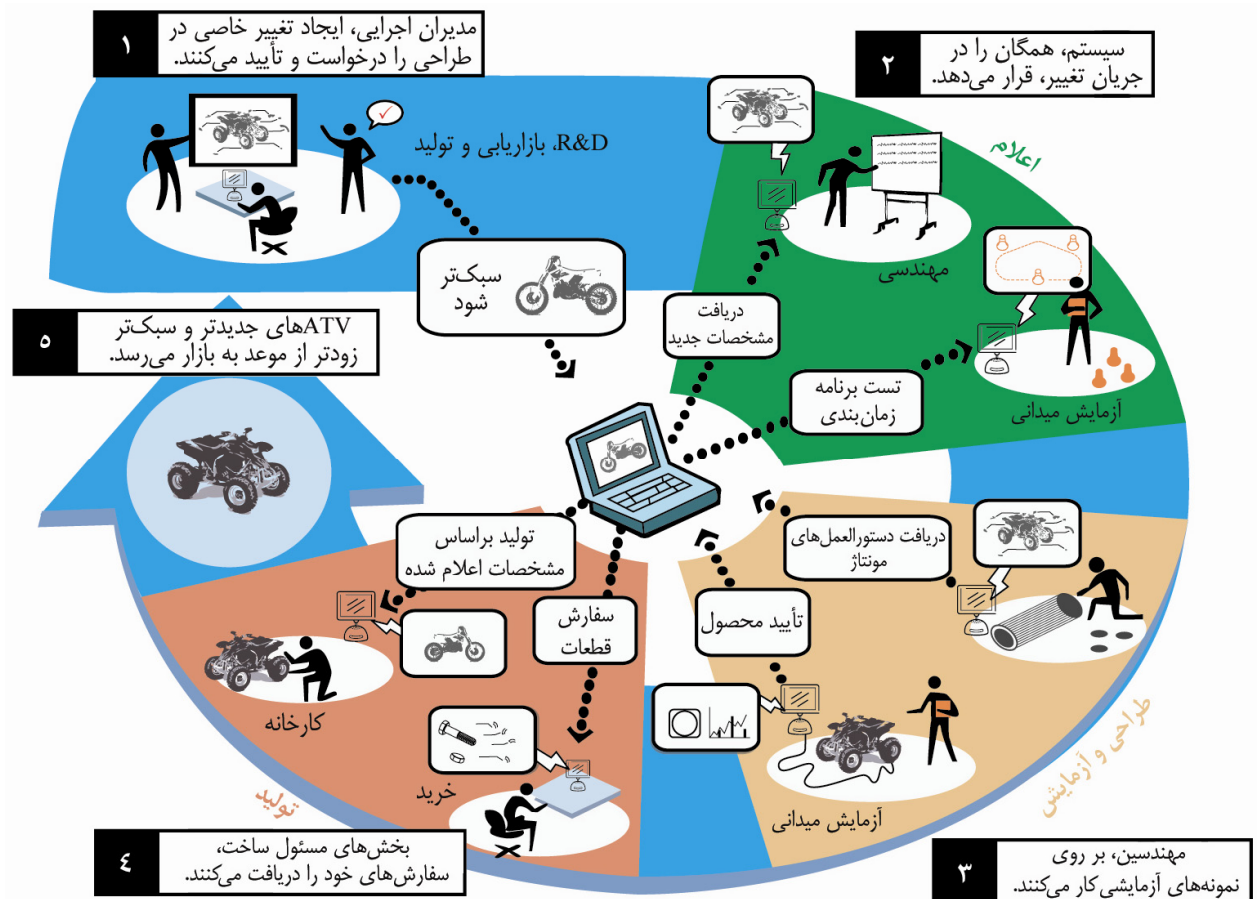 ۱
مدیران اجرایی، ایجاد تغییر خاصی در
طراحی را درخواست و تأیید می‌کنند.
R&D، بازاریابی و تولید
سبک‌تر
شود
۲
سیستم، همگان را در
جریان تغییر، قرار می‌دهد.
اعلام
مهندسی
دریافت
مشخصات جدید
تست برنامه
زمان‌بندی
آزمایش میدانی
۵
ATVهای جدیدتر و سبک‌تر
زودتر از موعد به بازار می‌رسد.
دریافت دستورالعمل‌های
مونتاژ
تأیید محصول
آزمایش میدانی
طراحی و آزمایش
۳
مهندسین، بر روی
نمونه‌های آزمایشی کار می‌کنند.
تولید براساس
مشخصات اعلام شده
سفارش
قطعات
کارخانه
خرید
تولید
۴
بخش‌های مسئول ساخت،
سفارش‌های خود را دریافت می‌کنند.